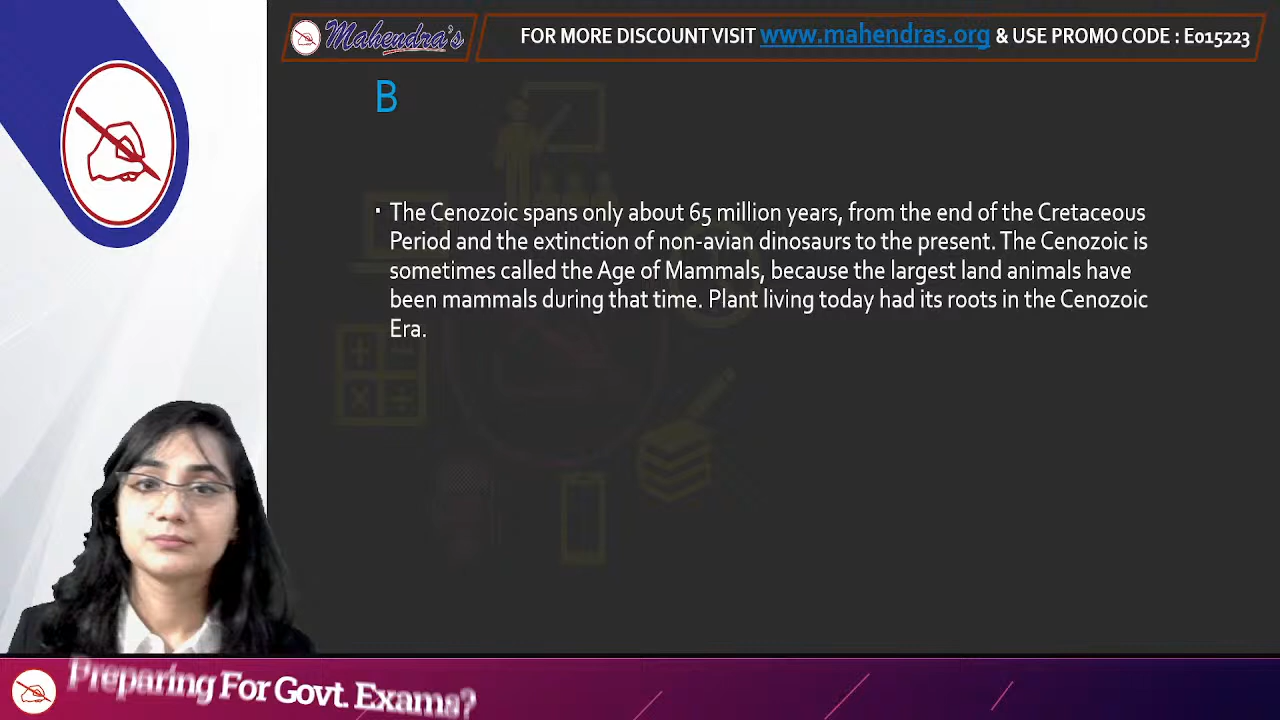 Mahendra's
FOR MORE DISCOUNT VISIT www.mahendras.org & USE PROMO CODE : E015223
B
▪ The Cenozoic spans only about 65 million years, from the end of the Cretaceous
Period and the extinction of non-avian dinosaurs to the present. The Cenozoic is
sometimes called the Age of Mammals, because the largest land animals have
been mammals during that time. Plant living today had its roots in the Cenozoic
Era.
Preparing For Govt. Exams?